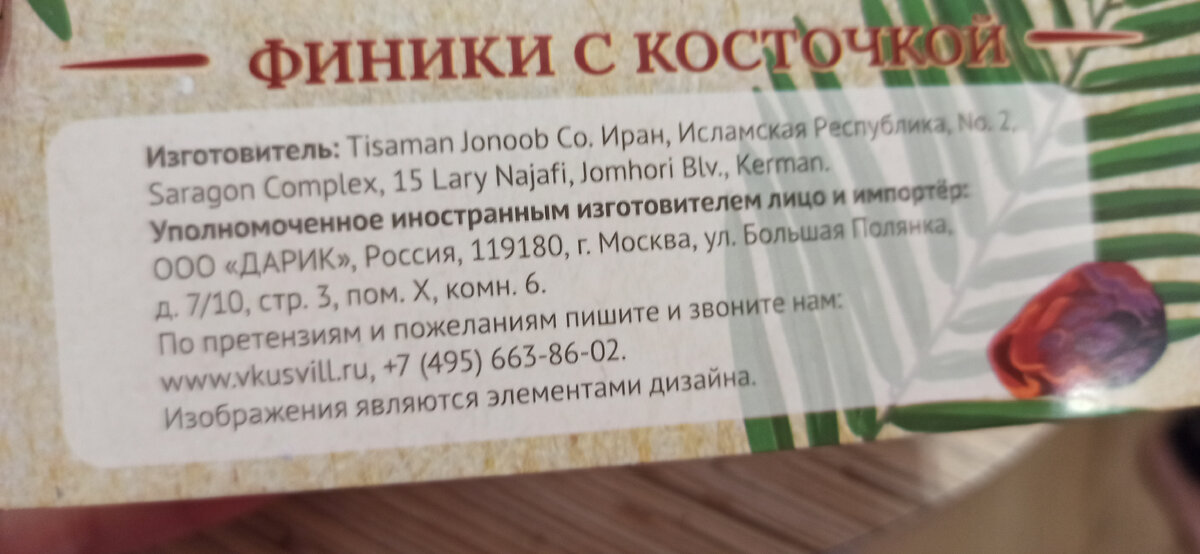 ФИНИКИ С КОСТОЧКОЙ
Изготовитель: Tisaman Jonoob Co. Иран, Исламская Республика, No. 2,
Saragon Complex, 15 Lary Najafi, Jomhori Blv., Kerman.
Уполномоченное иностранным изготовителем лицо и импортёр:
ООО «ДАРИК», Россия, 119180, г. Москва, ул. Большая Полянка,
д. 7/10, стр. 3, пом. X, комн. 6.
По претензиям и пожеланиям пишите и звоните нам:
www.vkusvill.ru, +7 (495) 663-86-02.
Изображения являются элементами дизайна.